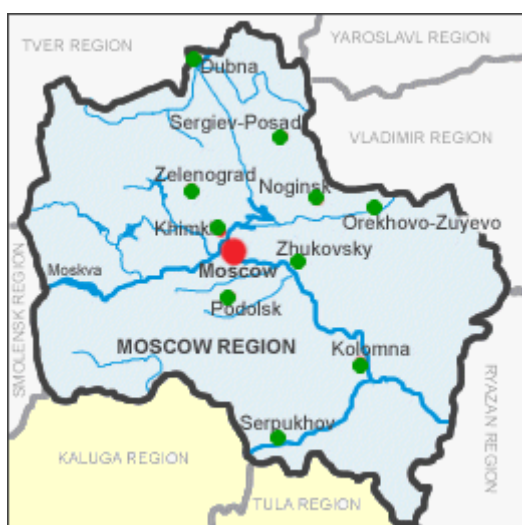 TVER REGION
YAROSLAVL REGION
Dubna
Sergiev-Posad
VLADIMIR REGION
Zelenograd
Noginsk
Khimki
Orekhovo-Zuyevo
Zhukovsky
Moskva
Moscow
Podolsk
SMOLENSK REGION
MOSCOW REGION
Kolomna
RYAZAN REGION
Serpukhov
KALUGA REGION
TULA REGION